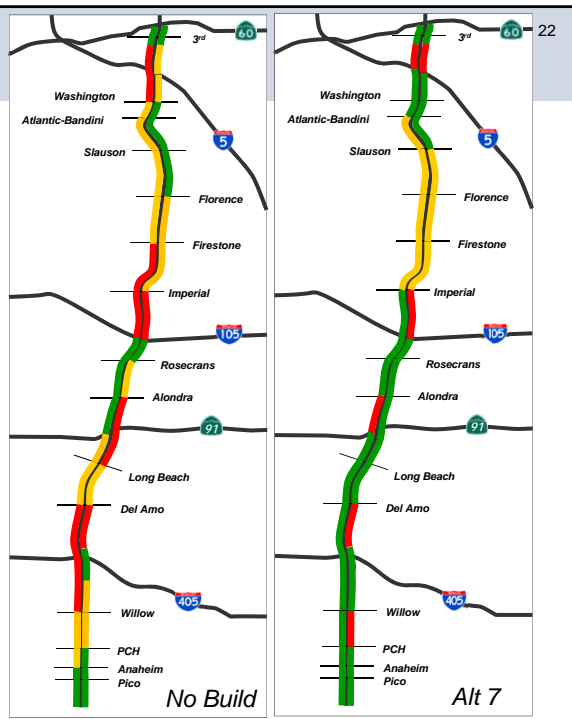 3rd
60
Washington
Atlantic-Bandini
5
Slauson
Florence
Firestone
Imperial
105
Rosecrans
Alondra
91
Long Beach
Del Amo
405
Willow
PCH
Anaheim
Pico
No Build
3rd
60
22
Washington
Atlantic-Bandini
5
Slauson
Florence
Firestone
Imperial
105
Rosecrans
Alondra
91
Long Beach
Del Amo
405
Willow
PCH
Anaheim
Pico
Alt 7